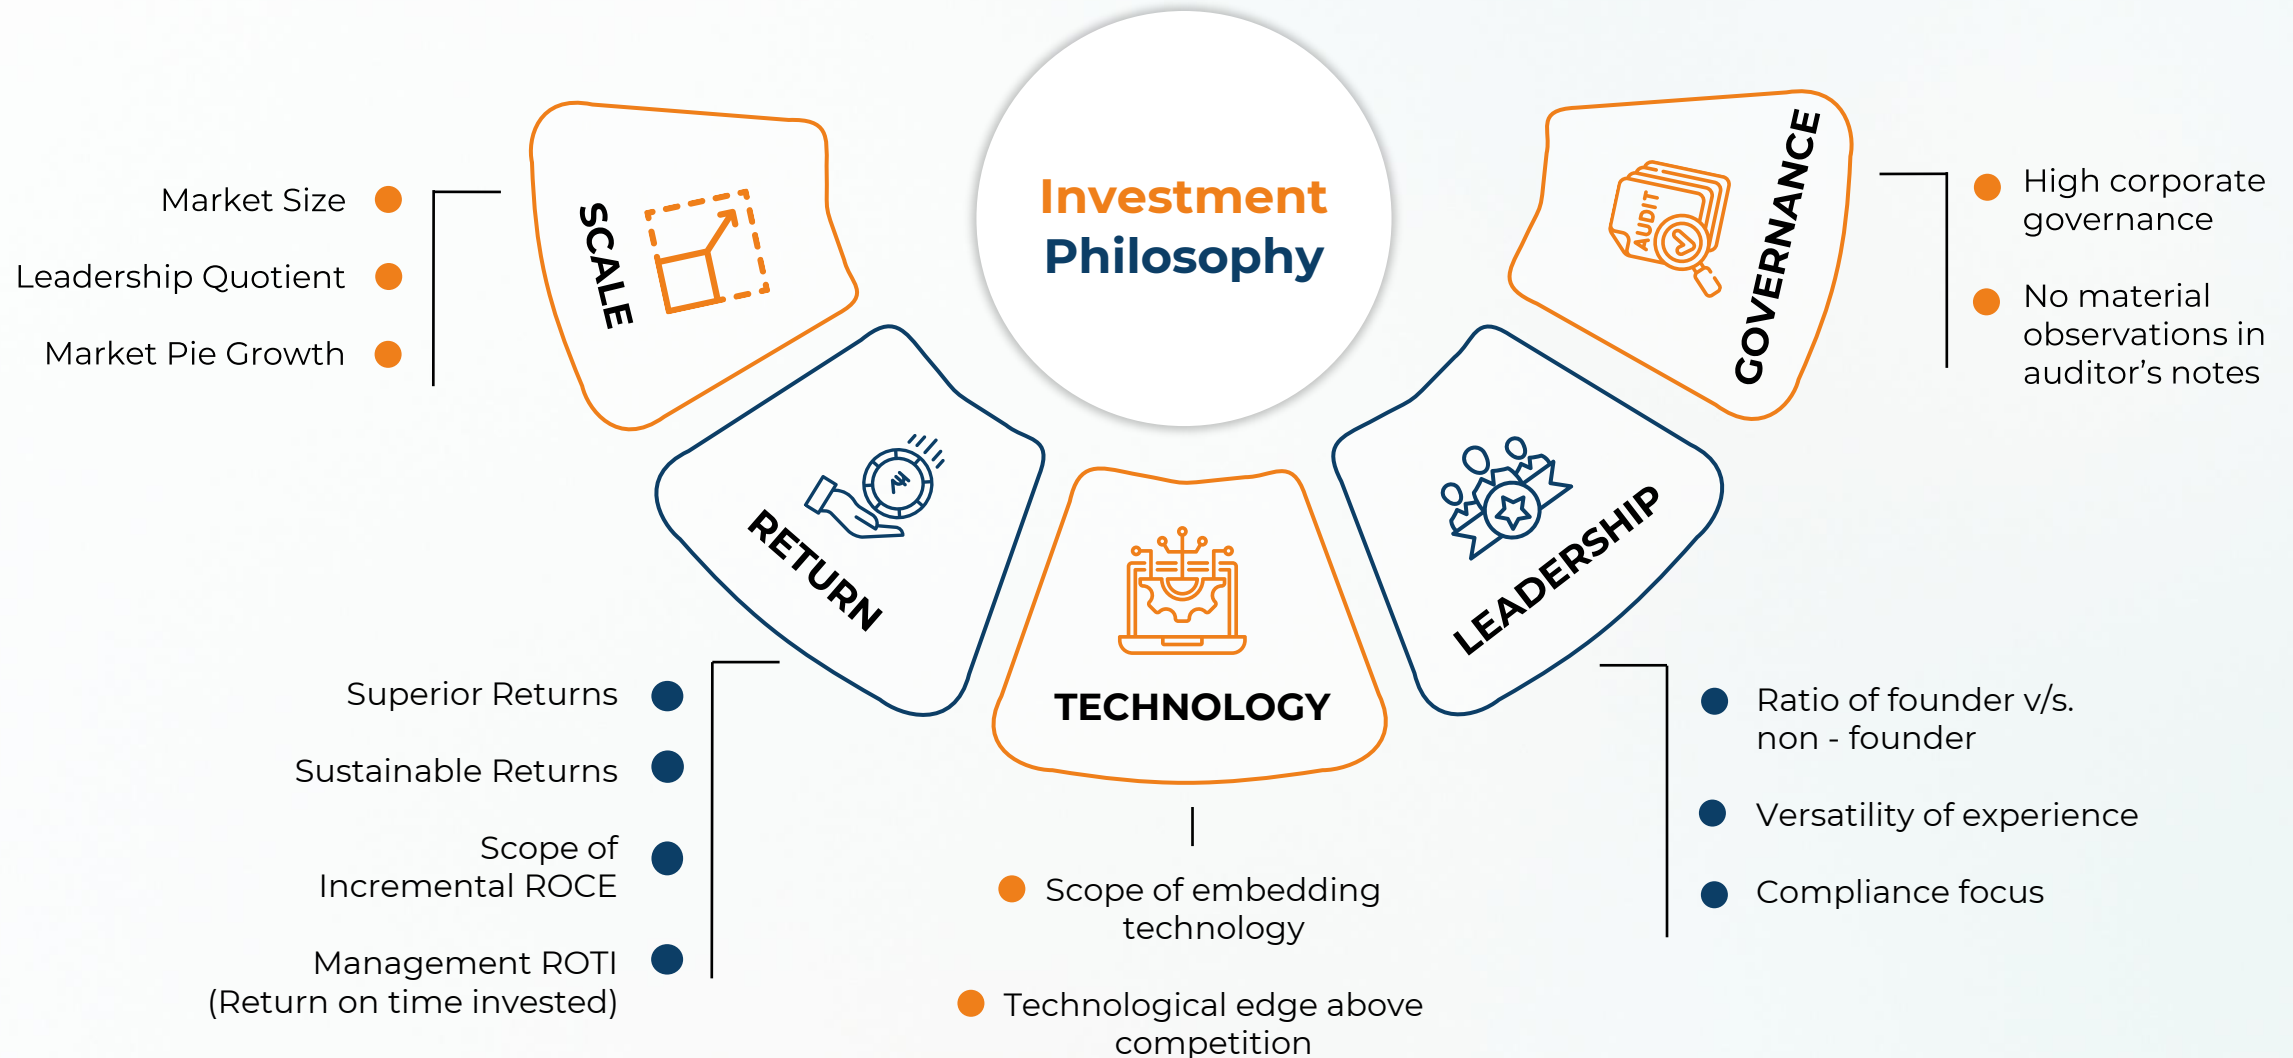 Investment
Philosophy
SCALE
Market Size
Leadership Quotient
Market Pie Growth
RETURN
Superior Returns
Sustainable Returns
Scope of
Incremental ROCE
Management ROTI
(Return on time invested)
TECHNOLOGY
Scope of embedding
technology
Technological edge above
competition
LEADERSHIP
Ratio of founder v/s.
non - founder
Versatility of experience
Compliance focus
GOVERNANCE
AUDIT
High corporate
governance
No material
observations in
auditor’s notes